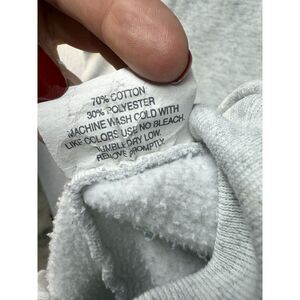 70% COTTON
30% POLYESTER
MACHINE WASH COLD WITH
LIKE COLORS USE NO BLEACH.
TUMBLE DRY LOW.
REMOVE PROMPTLY.